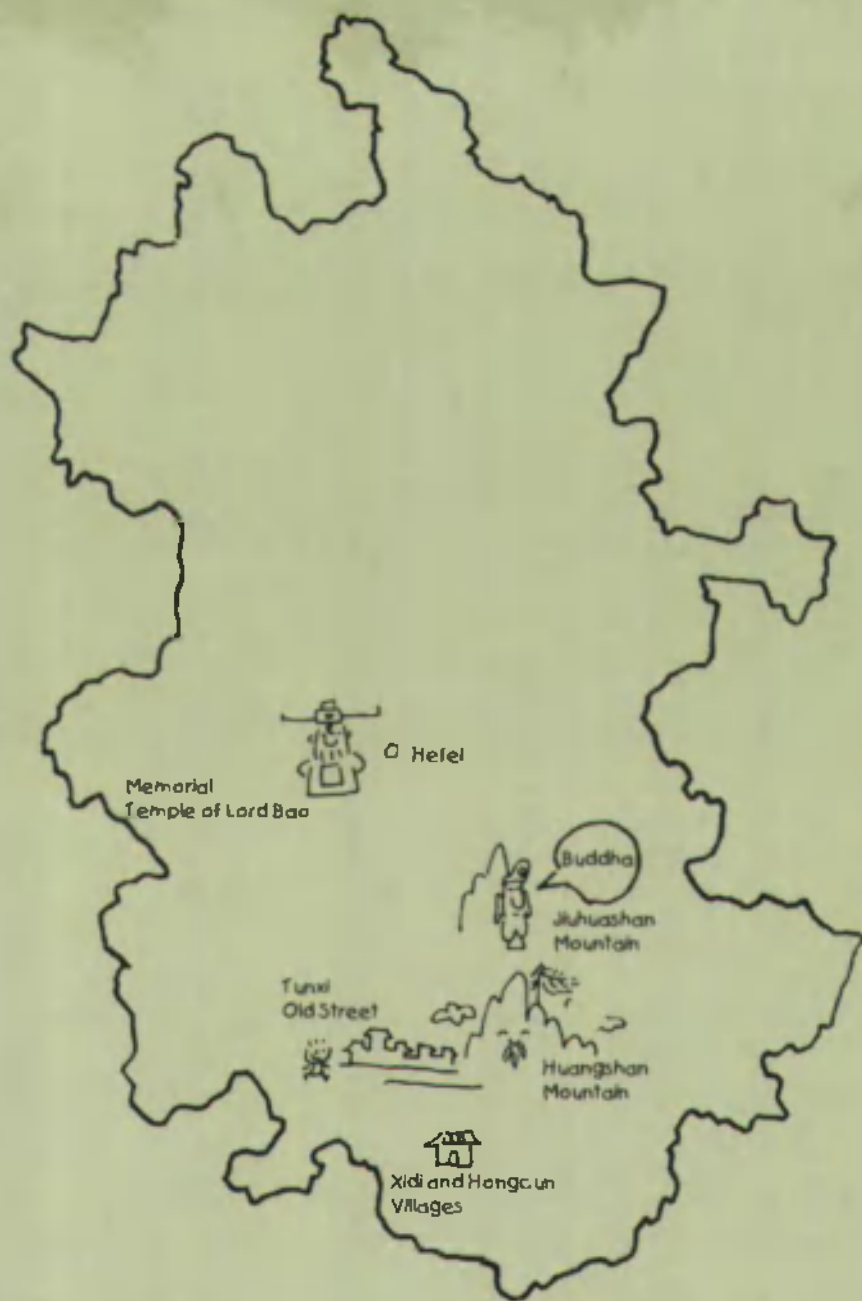 Hefei
Memorial
Temple of Lord Bao
Buddha
Jiuhuashan
Mountain
Tunxi
Old Street
Huangshan
Mountain
Xidi and Hongcun
Villages